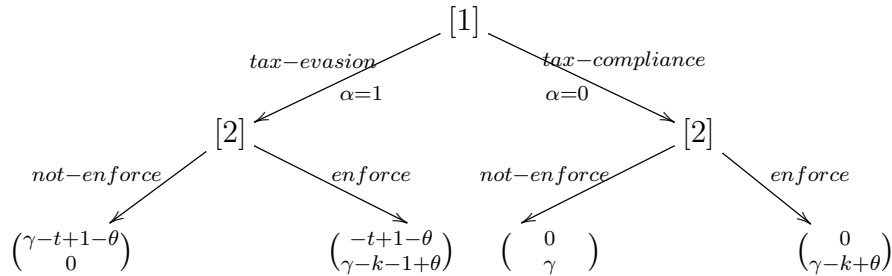 [1]
tax−evasion tax−compliance
α=1 α=0
[2] [2]
not−enforce enforce not−enforce enforce
(γ−t+1−θ) (−t+1−θ) (0) (0)
(0) (γ−k−1+θ) (γ) (γ−k+θ)